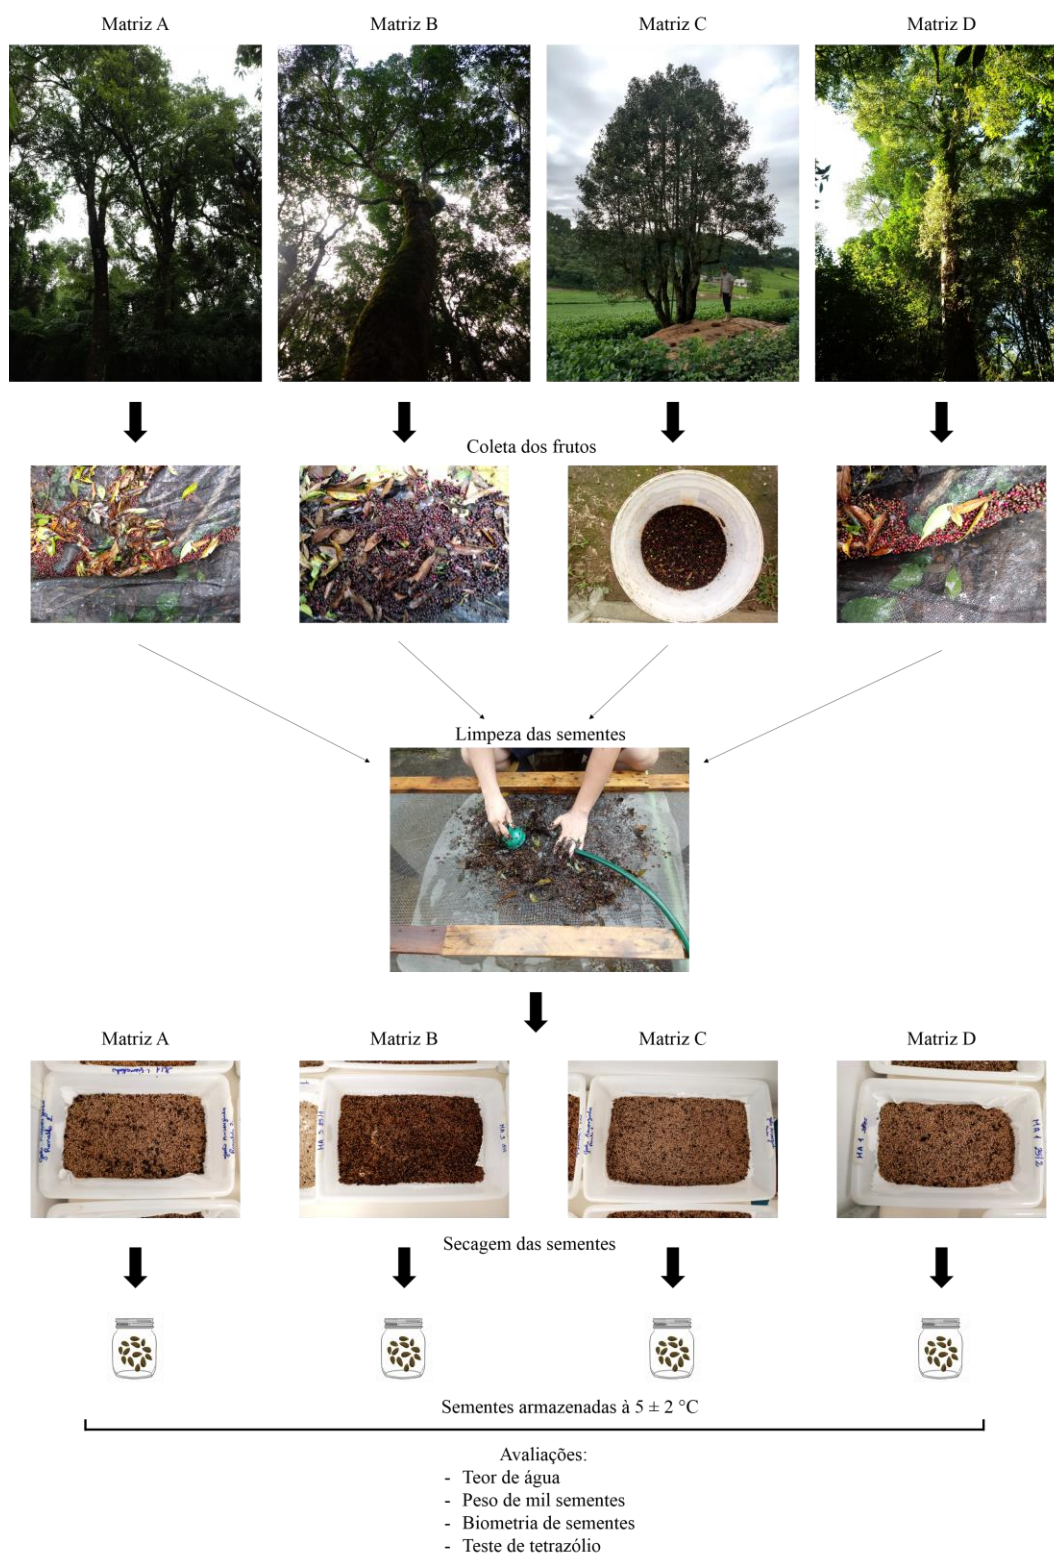 Matriz A
Matriz B
Matriz C
Matriz D
Coleta dos frutos
Limpeza das sementes
Matriz A
Matriz B
Matriz C
Matriz D
Secagem das sementes
Sementes armazenadas à 5 ± 2 °C
Avaliações:
- Teor de água
- Peso de mil sementes
- Biometria de sementes
- Teste de tetrazólio